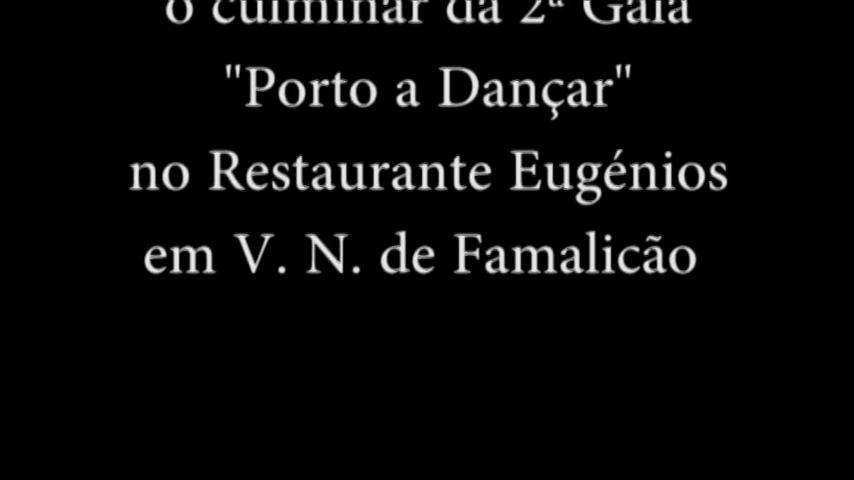 o culminar da 2ª Gala
"Porto a Dançar"
no Restaurante Eugénios
em V. N. de Famalicão